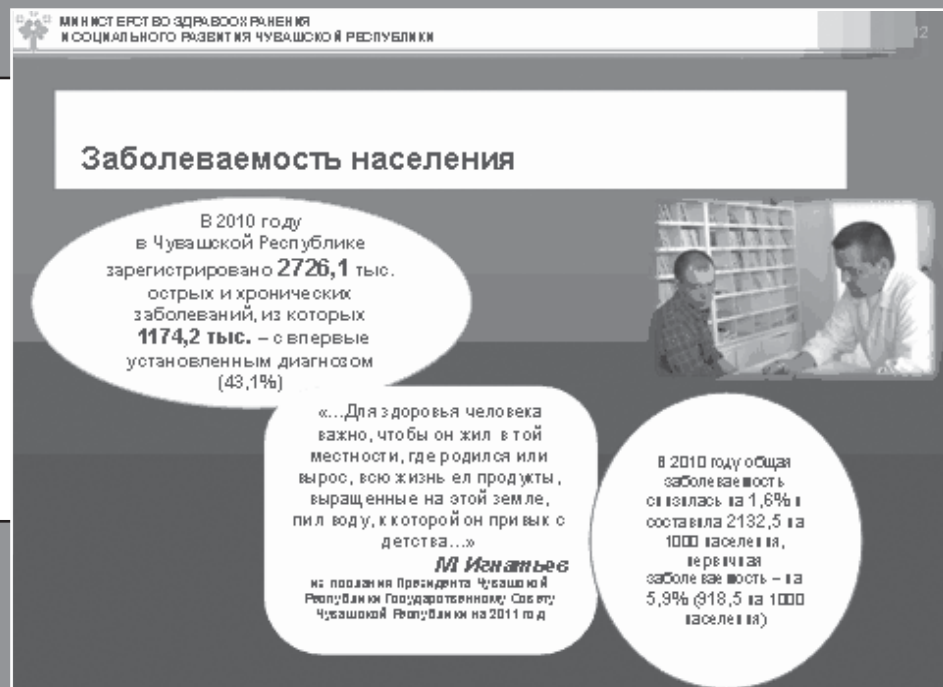 МИНИСТЕРСТВО ЗДРАВООХРАНЕНИЯ
И СОЦИАЛЬНОГО РАЗВИТИЯ ЧУВАШСКОЙ РЕСПУБЛИКИ
12
Заболеваемость населения
В 2010 году
в Чувашской Республике
зарегистрировано 2726,1 тыс.
острых и хронических
заболеваний, из которых
1174,2 тыс. – с впервые
установленным диагнозом
(43,1%)
«...Для здоровья человека
важно, чтобы он жил в той
местности, где родился или
вырос, всю жизнь ел продукты,
выращенные на этой земле,
пил воду, к которой он привык с
детства...»
М Игнатьев
из послания Президента Чувашской
Республики Государственному Совету
Чувашской Республики на 2011 год
В 2010 году общая
заболеваемость
снизилась на 1,6% и
составила 2132,5 на
1000 населения,
первичная
заболеваемость – на
5,9% (918,5 на 1000
населения)